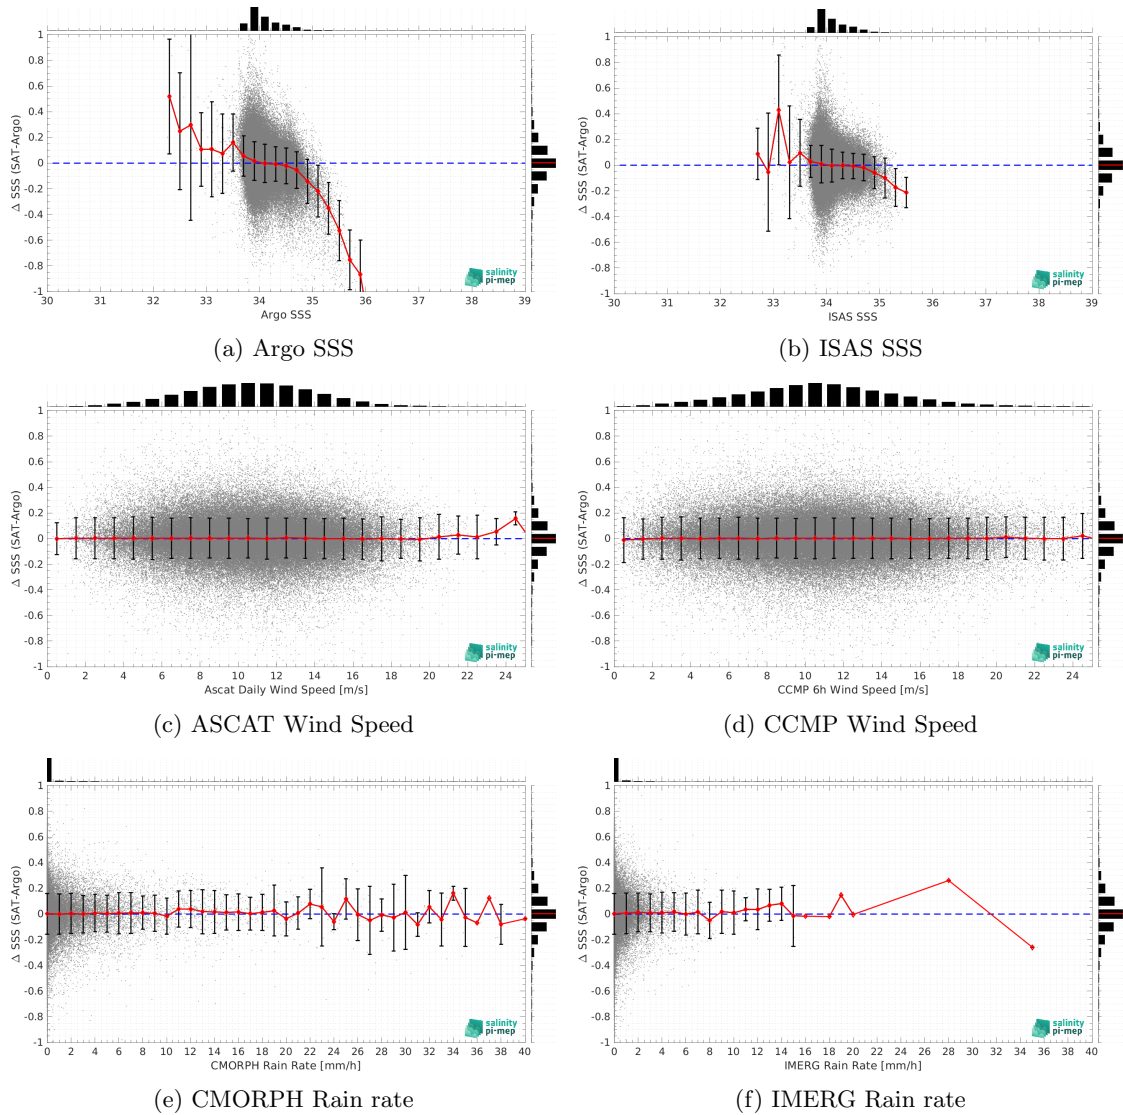 1
0.8
0.6
0.4
0.2
0
-0.2
-0.4
-0.6
-0.8
-1
Δ SSS (SAT-Argo)
30 31 32 33 34 35 36 37 38 39
Argo SSS
salinity
pi-mep
(a) Argo SSS
1
0.8
0.6
0.4
0.2
0
-0.2
-0.4
-0.6
-0.8
-1
Δ SSS (SAT-Argo)
30 31 32 33 34 35 36 37 38 39
ISAS SSS
salinity
pi-mep
(b) ISAS SSS
1
0.8
0.6
0.4
0.2
0
-0.2
-0.4
-0.6
-0.8
-1
Δ SSS (SAT-Argo)
0 2 4 6 8 10 12 14 16 18 20 22 24
Ascat Daily Wind Speed [m/s]
salinity
pi-mep
(c) ASCAT Wind Speed
1
0.8
0.6
0.4
0.2
0
-0.2
-0.4
-0.6
-0.8
-1
Δ SSS (SAT-Argo)
0 2 4 6 8 10 12 14 16 18 20 22 24
CCMP 6h Wind Speed [m/s]
salinity
pi-mep
(d) CCMP Wind Speed
1
0.8
0.6
0.4
0.2
0
-0.2
-0.4
-0.6
-0.8
-1
Δ SSS (SAT-Argo)
0 2 4 6 8 10 12 14 16 18 20 22 24 26 28 30 32 34 36 38 40
CMORPH Rain Rate [mm/h]
salinity
pi-mep
(e) CMORPH Rain rate
1
0.8
0.6
0.4
0.2
0
-0.2
-0.4
-0.6
-0.8
-1
Δ SSS (SAT-Argo)
0 2 4 6 8 10 12 14 16 18 20 22 24 26 28 30 32 34 36 38 40
IMERG Rain Rate [mm/h]
salinity
pi-mep
(f) IMERG Rain rate